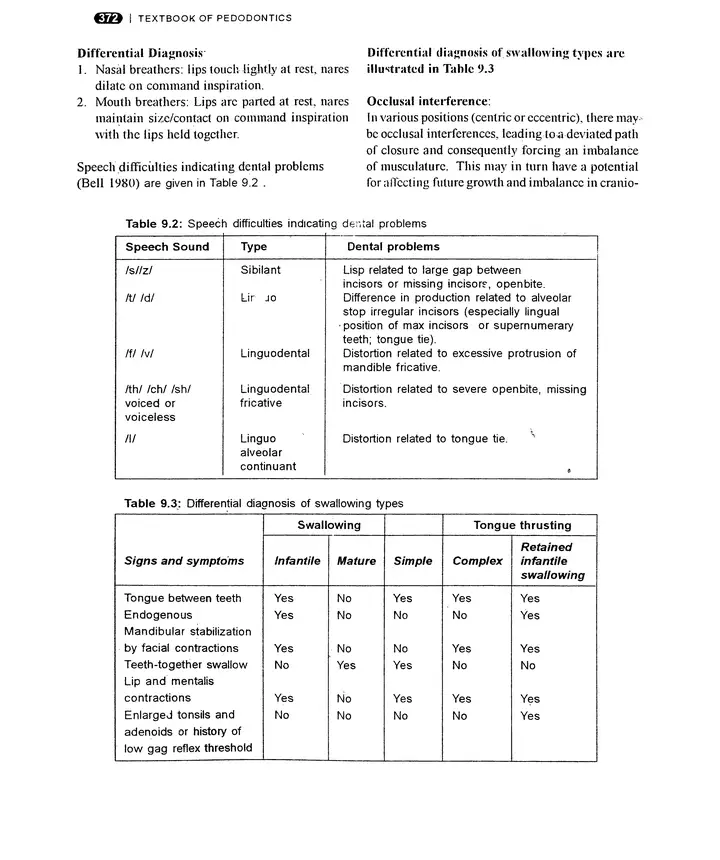 372 | TEXTBOOK OF PEDODONTICS
Differential Diagnosis
1. Nasal breathers: lips touch lightly at rest, nares
dilate on command inspiration.
2. Mouth breathers: Lips are parted at rest, nares
maintain size/contact on command inspiration
with the lips held together.
Speech difficulties indicating dental problems
(Bell 1980) are given in Table 9.2 .
Differential diagnosis of swallowing types are
illustrated in Table 9.3
Occlusal interference:
In various positions (centric or eccentric), there may
be occlusal interferences, leading to a deviated path
of closure and consequently forcing an imbalance
of musculature. This may in turn have a potential
for affecting future growth and imbalance in cranio-
Table 9.2: Speech difficulties indicating dental problems
Speech Sound Type Dental problems
/s//z/ Sibilant Lisp related to large gap between
incisors or missing incisors, openbite.
/t/ /d/ Difference in production related to alveolar
stop irregular incisors (especially lingual
position of max incisors or supernumerary
teeth; tongue tie).
/f/ /v/ Linguodental Distortion related to excessive protrusion of
mandible fricative.
/th/ /ch/ /sh/ Linguodental Distortion related to severe openbite, missing
voiced or fricative incisors.
voiceless
/l/ Linguo Distortion related to tongue tie.
alveolar
continuant
Table 9.3: Differential diagnosis of swallowing types
Swallowing Tongue thrusting
Signs and symptoms Infantile Mature Simple Complex Retained
infantile
swallowing
Tongue between teeth Yes No Yes Yes Yes
Endogenous Yes No No No Yes
Mandibular stabilization
by facial contractions Yes No No Yes Yes
Teeth-together swallow No Yes Yes No No
Lip and mentalis
contractions Yes No Yes Yes Yes
Enlarged tonsils and No No No No Yes
adenoids or history of
low gag reflex threshold